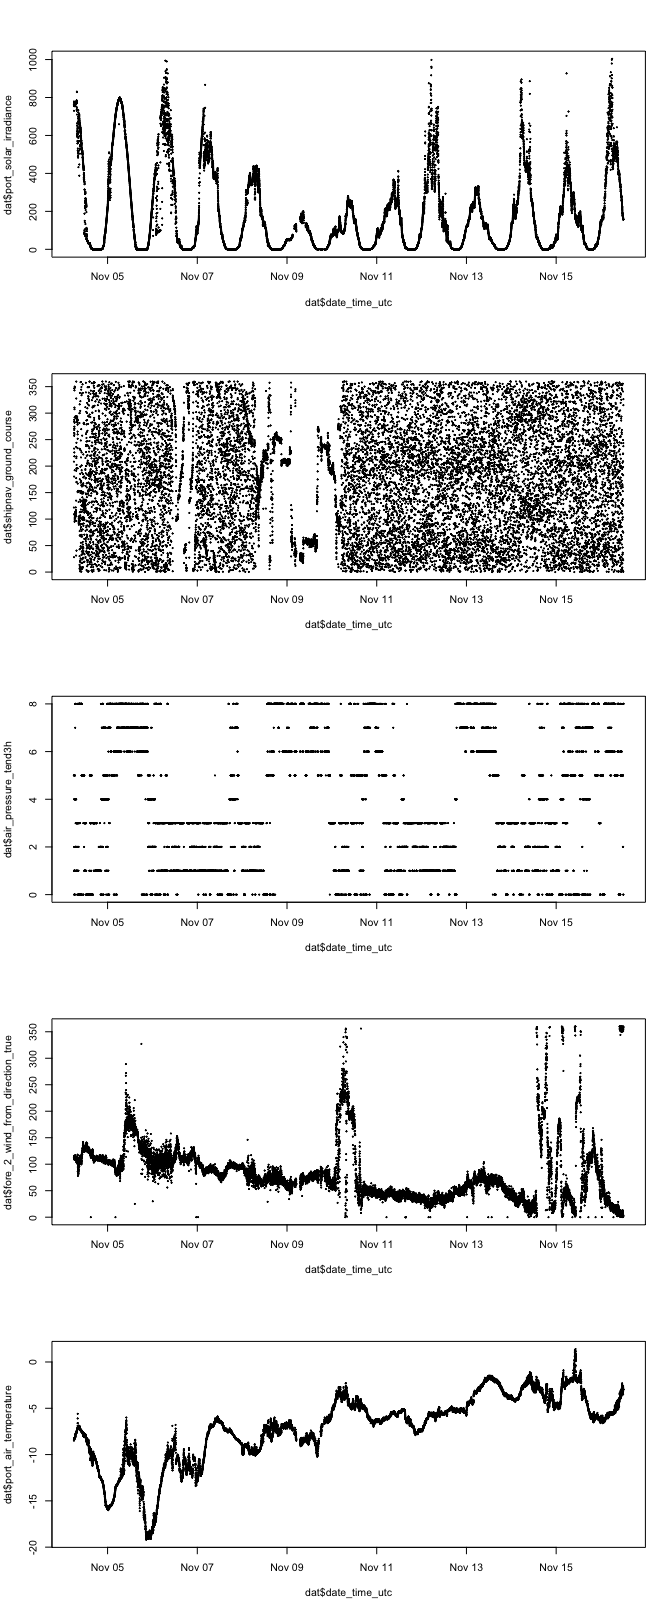 dat$port_solar_irradiance
0 200 400 600 800 1000
Nov 05 Nov 07 Nov 09 Nov 11 Nov 13 Nov 15
dat$date_time_utc
dat$shipnav_ground_course
0 50 100 150 200 250 300 350
Nov 05 Nov 07 Nov 09 Nov 11 Nov 13 Nov 15
dat$date_time_utc
dat$air_pressure_tend3h
0 2 4 6 8
Nov 05 Nov 07 Nov 09 Nov 11 Nov 13 Nov 15
dat$date_time_utc
dat$fore_2_wind_from_direction_true
0 50 100 150 200 250 300 350
Nov 05 Nov 07 Nov 09 Nov 11 Nov 13 Nov 15
dat$date_time_utc
dat$port_air_temperature
-20 -15 -10 -5 0
Nov 05 Nov 07 Nov 09 Nov 11 Nov 13 Nov 15
dat$date_time_utc